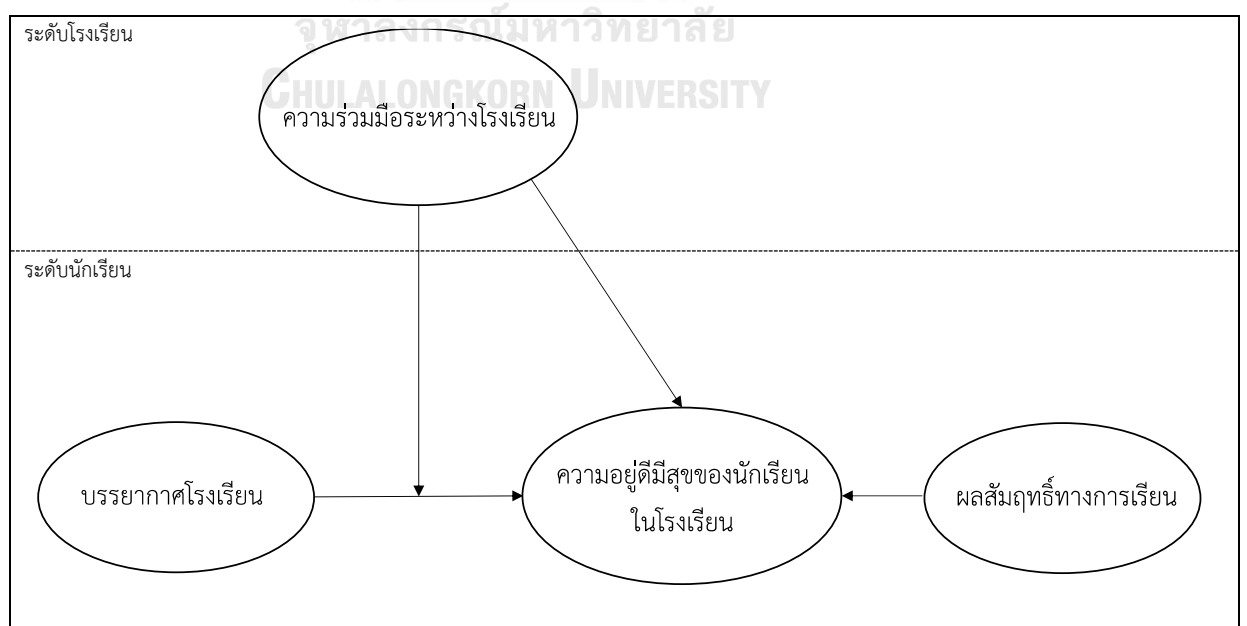 จุฬาลงกรณ์มหาวิทยาลัย
CHULALONGKORN UNIVERSITY
ระดับโรงเรียน
ความร่วมมือระหว่างโรงเรียน
ระดับนักเรียน
บรรยากาศโรงเรียน
ความอยู่ดีมีสุขของนักเรียน
ในโรงเรียน
ผลสัมฤทธิ์ทางการเรียน